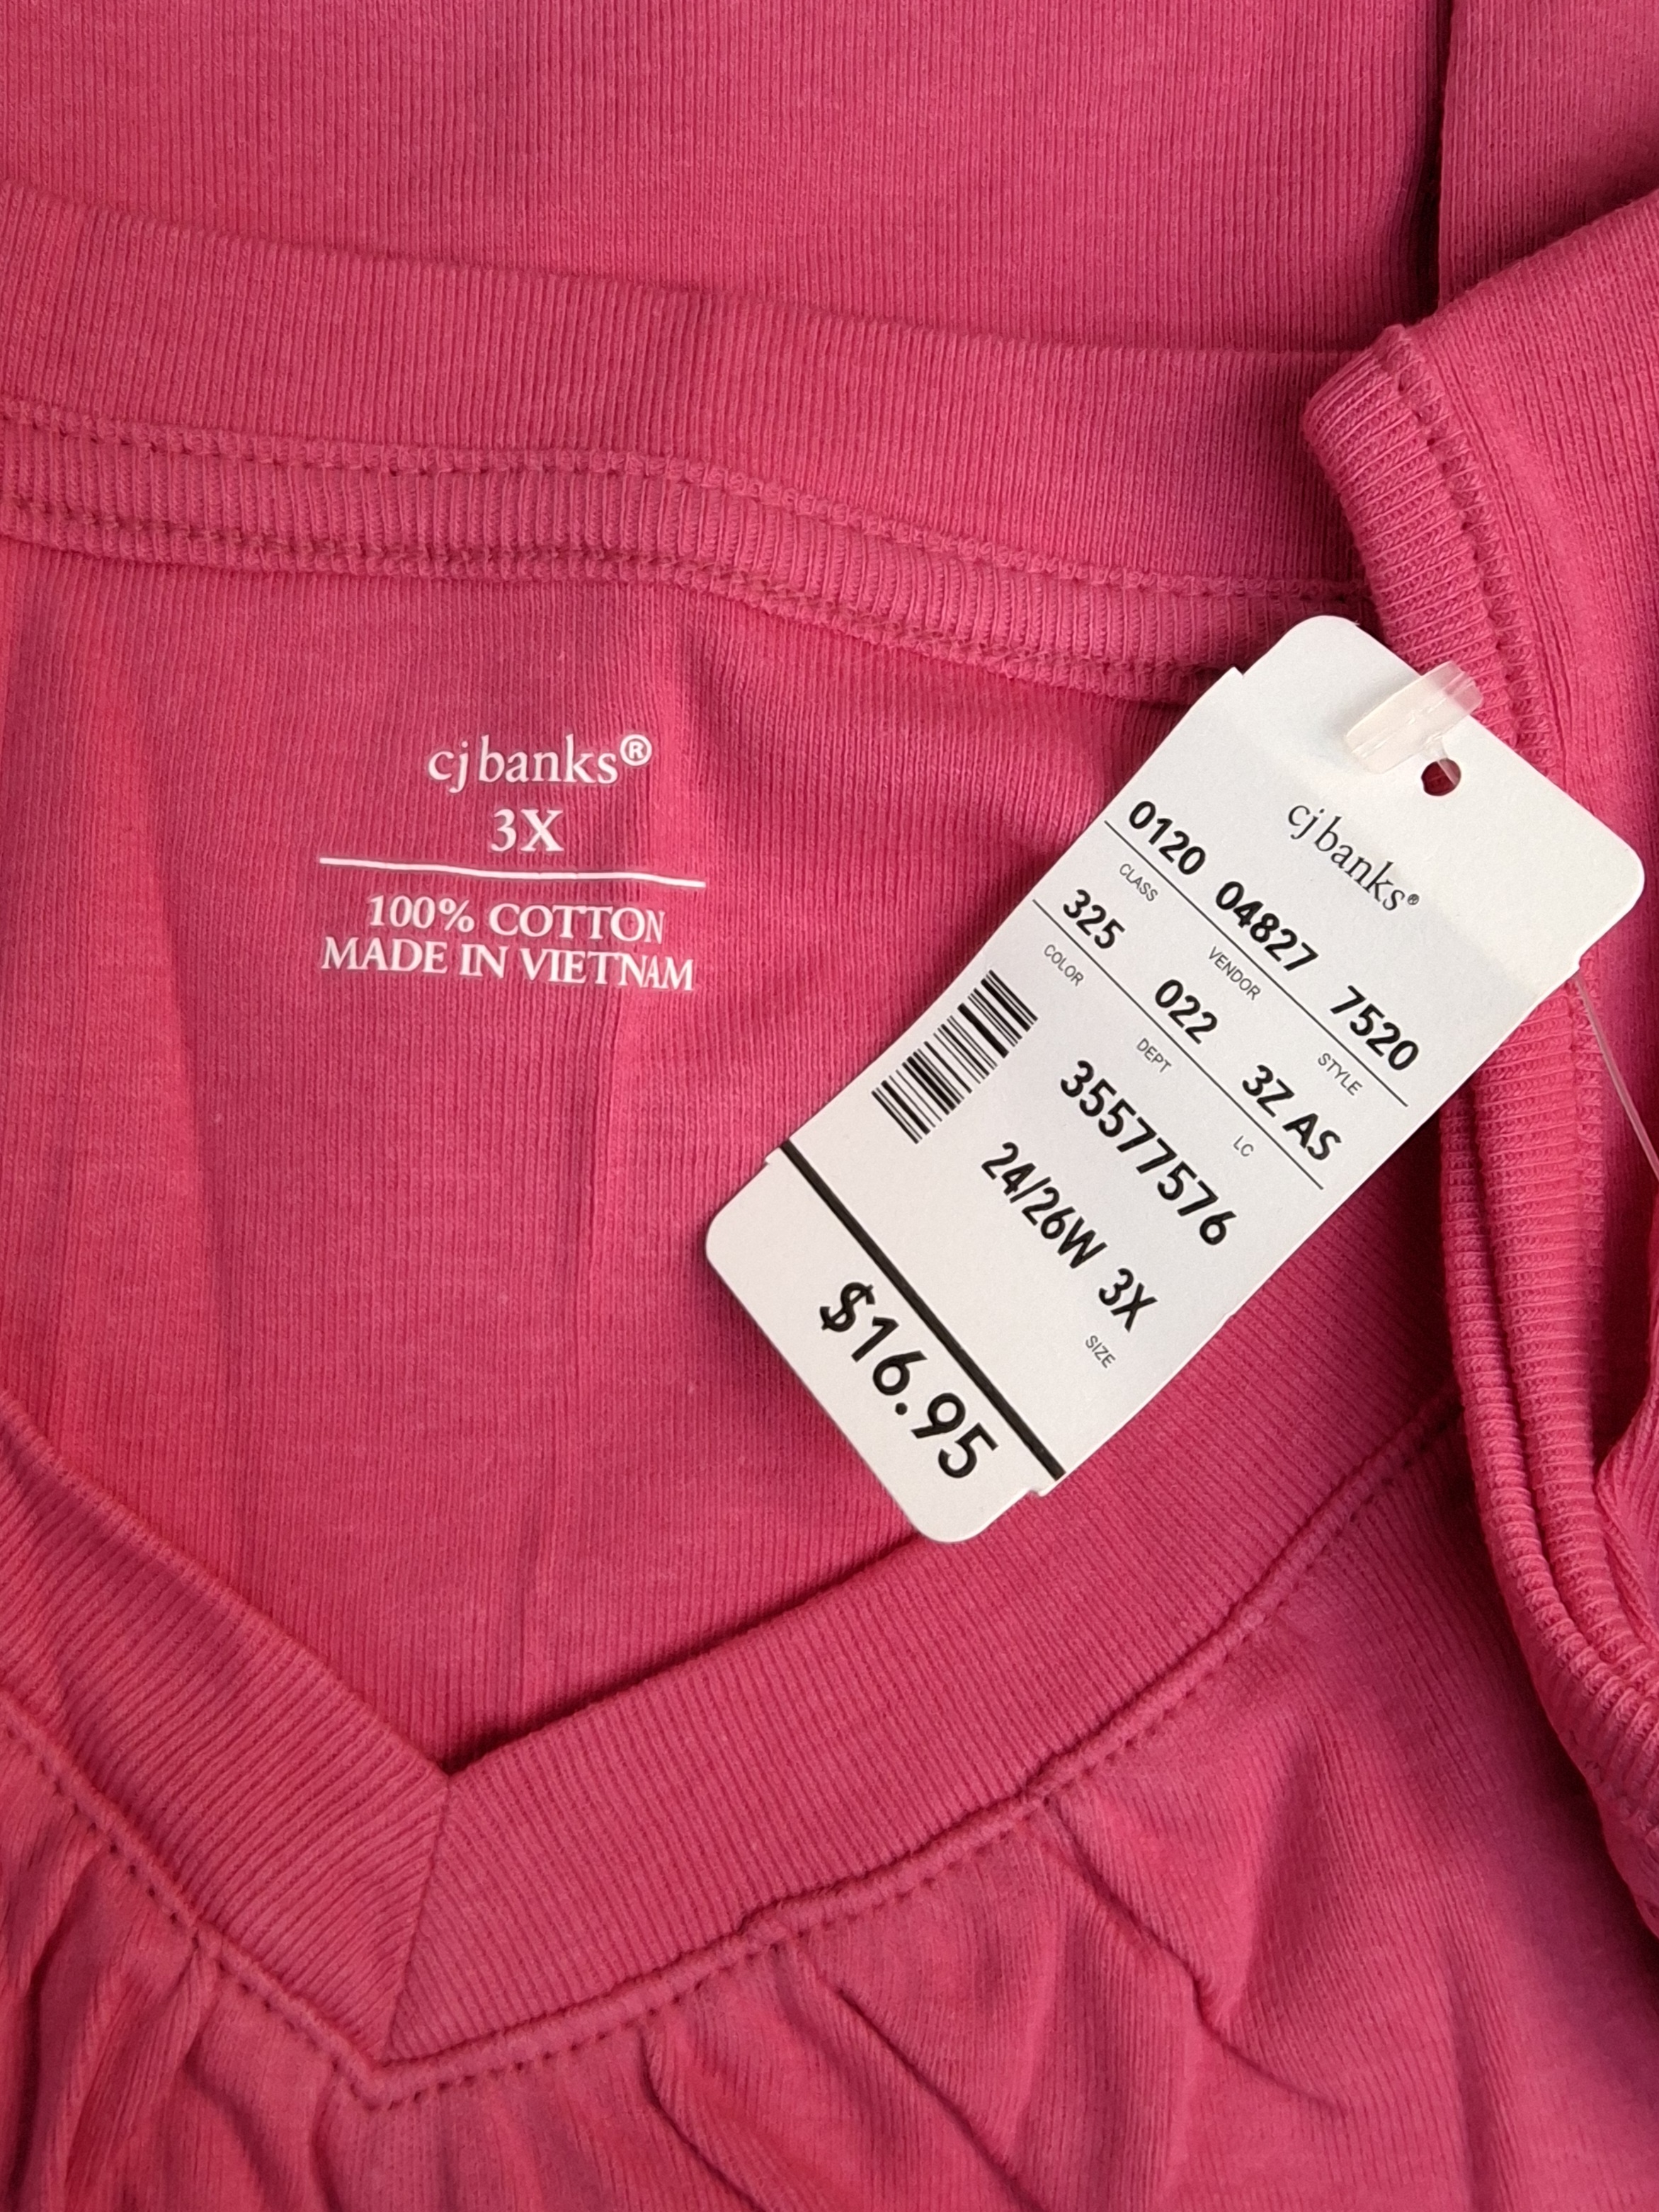 cj banks®
3X
100% COTTON
MADE IN VIETNAM
cj banks®
0120 04827 7520
CLASS VENDOR STYLE
325 022 3Z AS
COLOR DEPT LC
35577576
24/26W 3X
SIZE
$16.95